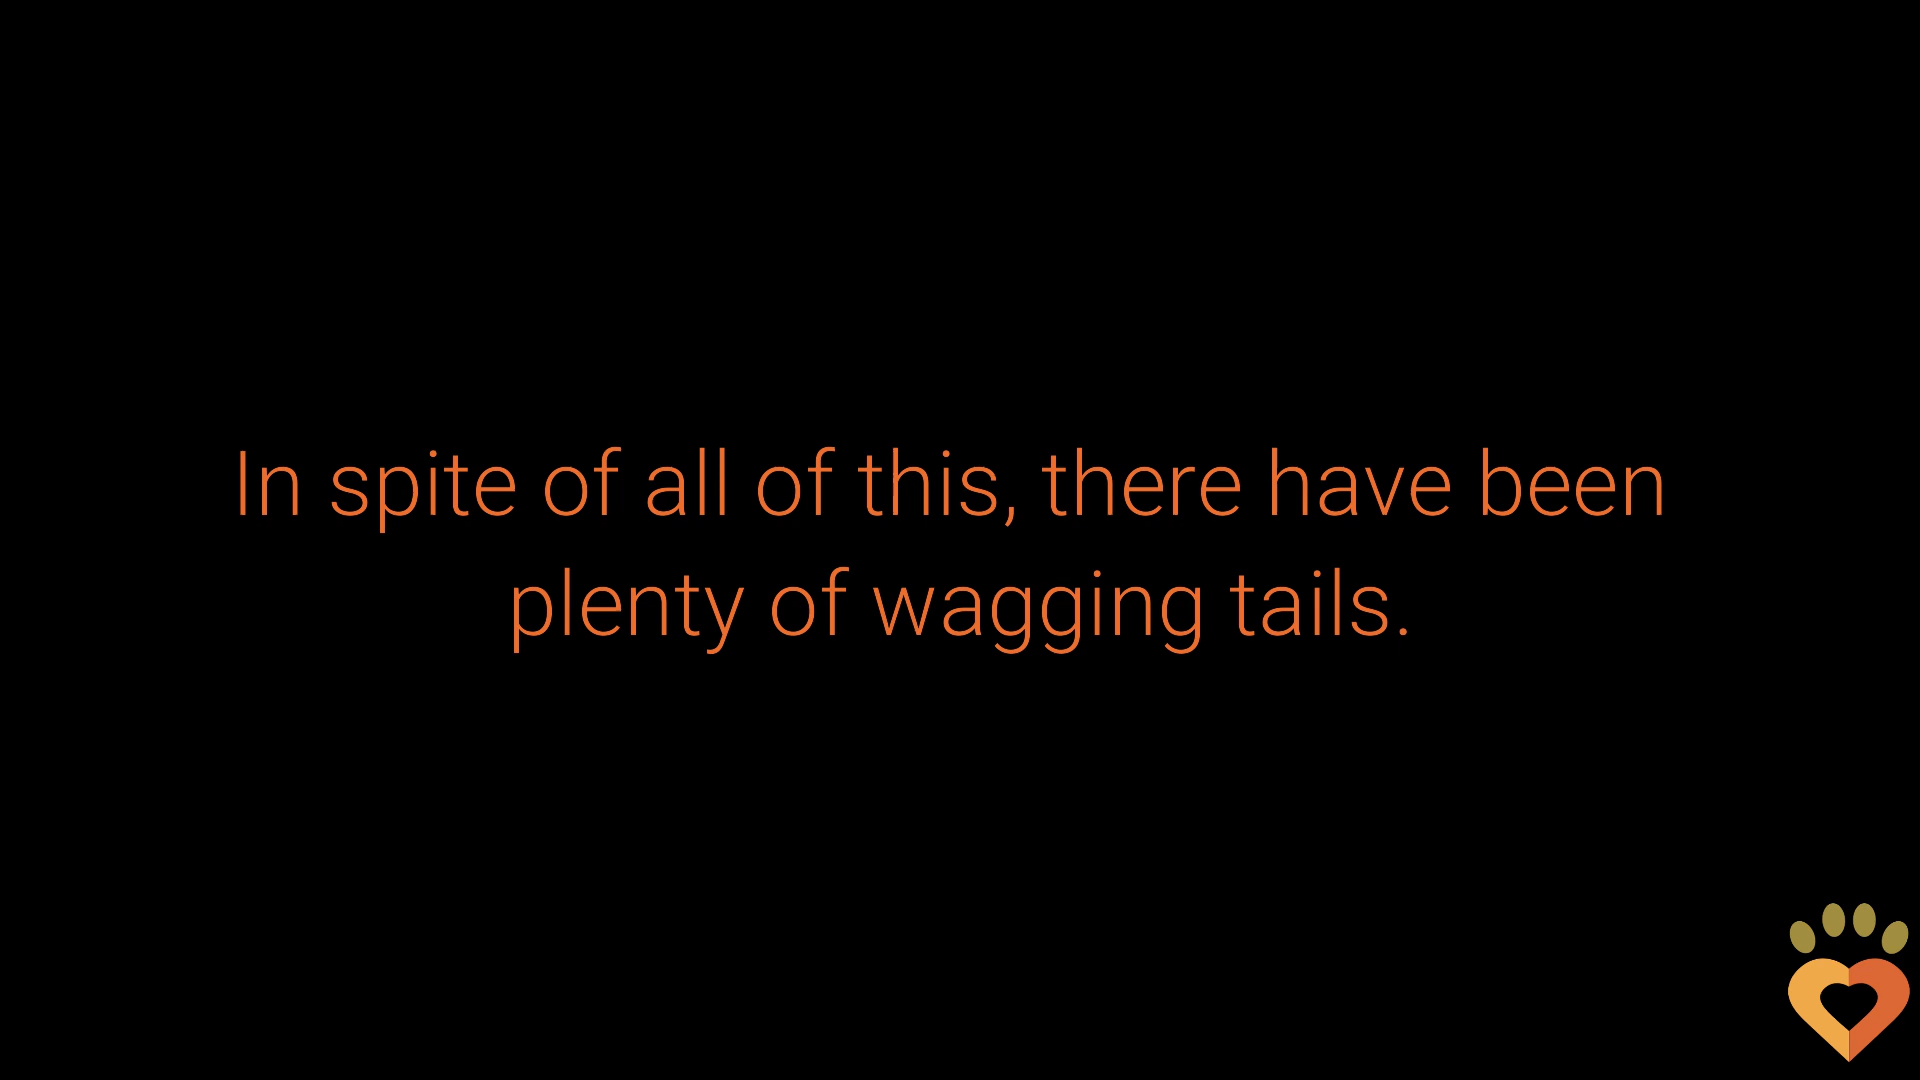 In spite of all of this, there have been
plenty of wagging tails.